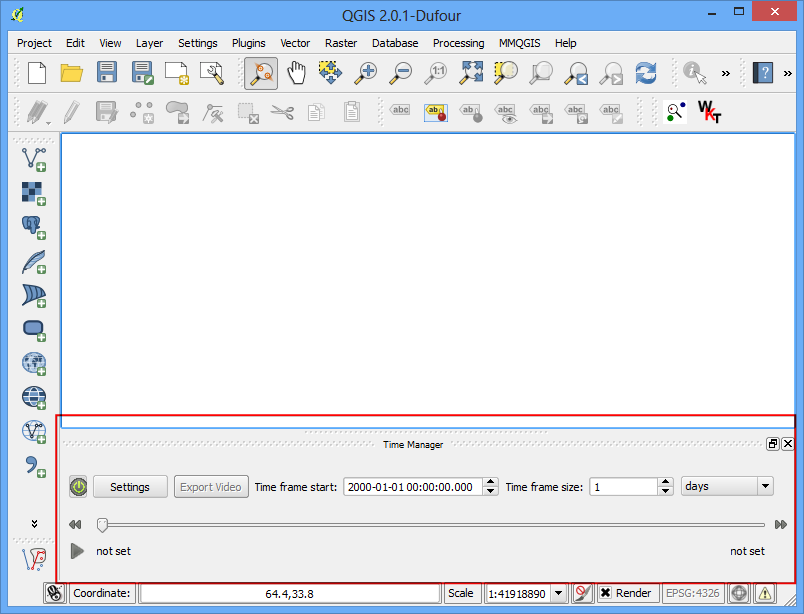 QGIS 2.0.1-Dufour
Project Edit View Layer Settings Plugins Vector Raster Database Processing MMQGIS Help
1:1 » ? »
abc abc abc abc abc abc abc WKT
Time Manager
Settings Export Video Time frame start: 2000-01-01 00:00:00.000 Time frame size: 1 days
not set not set
Coordinate: 64.4,33.8 Scale 1:41918890 Render EPSG:4326